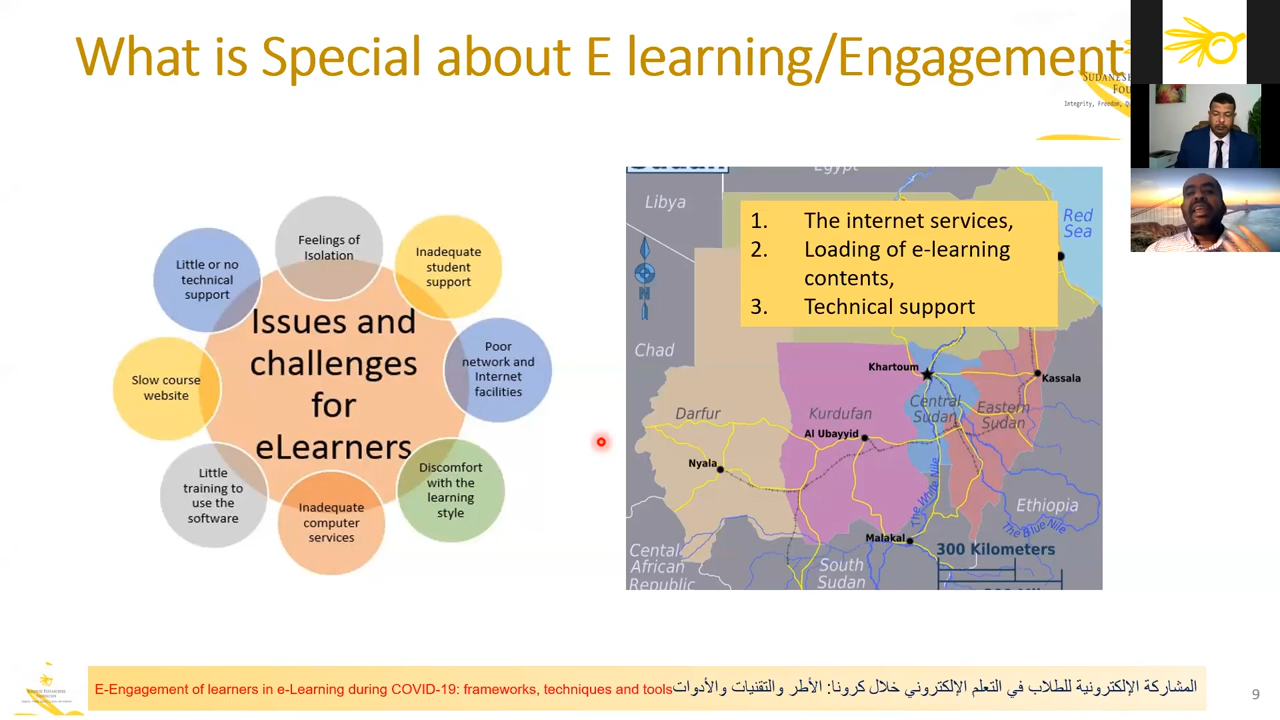 What is Special about E learning/Engagement
SUDANESE
FOU
Integrity, Freedom, Qu
Feelings of
Isolation
Inadequate
student
support
Poor
network and
Internet
facilities
Discomfort
with the
learning
style
Inadequate
computer
services
Little
training to
use the
software
Slow course
website
Little or no
technical
support
Issues and
challenges
for
eLearners
Sudan
Egypt
Libya
Red
Sea
1. The internet services,
2. Loading of e-learning
contents,
3. Technical support
N
Chad
Khartoum
Kassala
Darfur
Kurdufan
Central
Sudan
Eastern
Sudan
Al Ubayyid
Nyala
The White Nile
Ethiopia
The Blue Nile
Malakal
300 Kilometers
Central
African
Republic
South
Sudan
E-Engagement of learners in e-Learning during COVID-19: frameworks, techniques and tools
المشاركة الإلكترونية للطلاب في التعلم الإلكتروني خلال كرونا: الأطر والتقنيات والأدوات
9